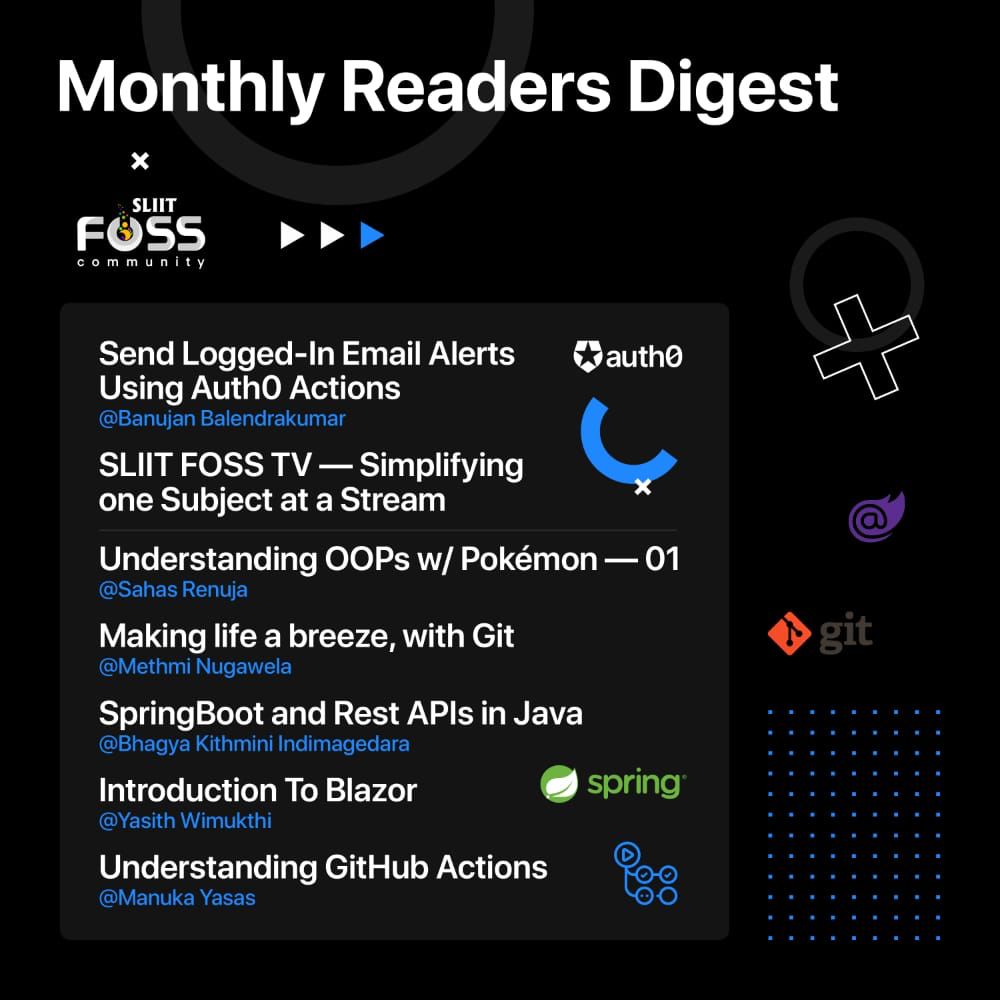 Monthly Readers Digest
SLIIT
FOSS
community
Send Logged-In Email Alerts
Using Auth0 Actions
@Banujan Balendrakumar
auth0
SLIIT FOSS TV — Simplifying
one Subject at a Stream
Understanding OOPs w/ Pokémon — 01
@Sahas Renuja
Making life a breeze, with Git
@Methmi Nugawela
git
SpringBoot and Rest APIs in Java
@Bhagya Kithmini Indimagedara
Introduction To Blazor
@Yasith Wimukthi
spring
Understanding GitHub Actions
@Manuka Yasas